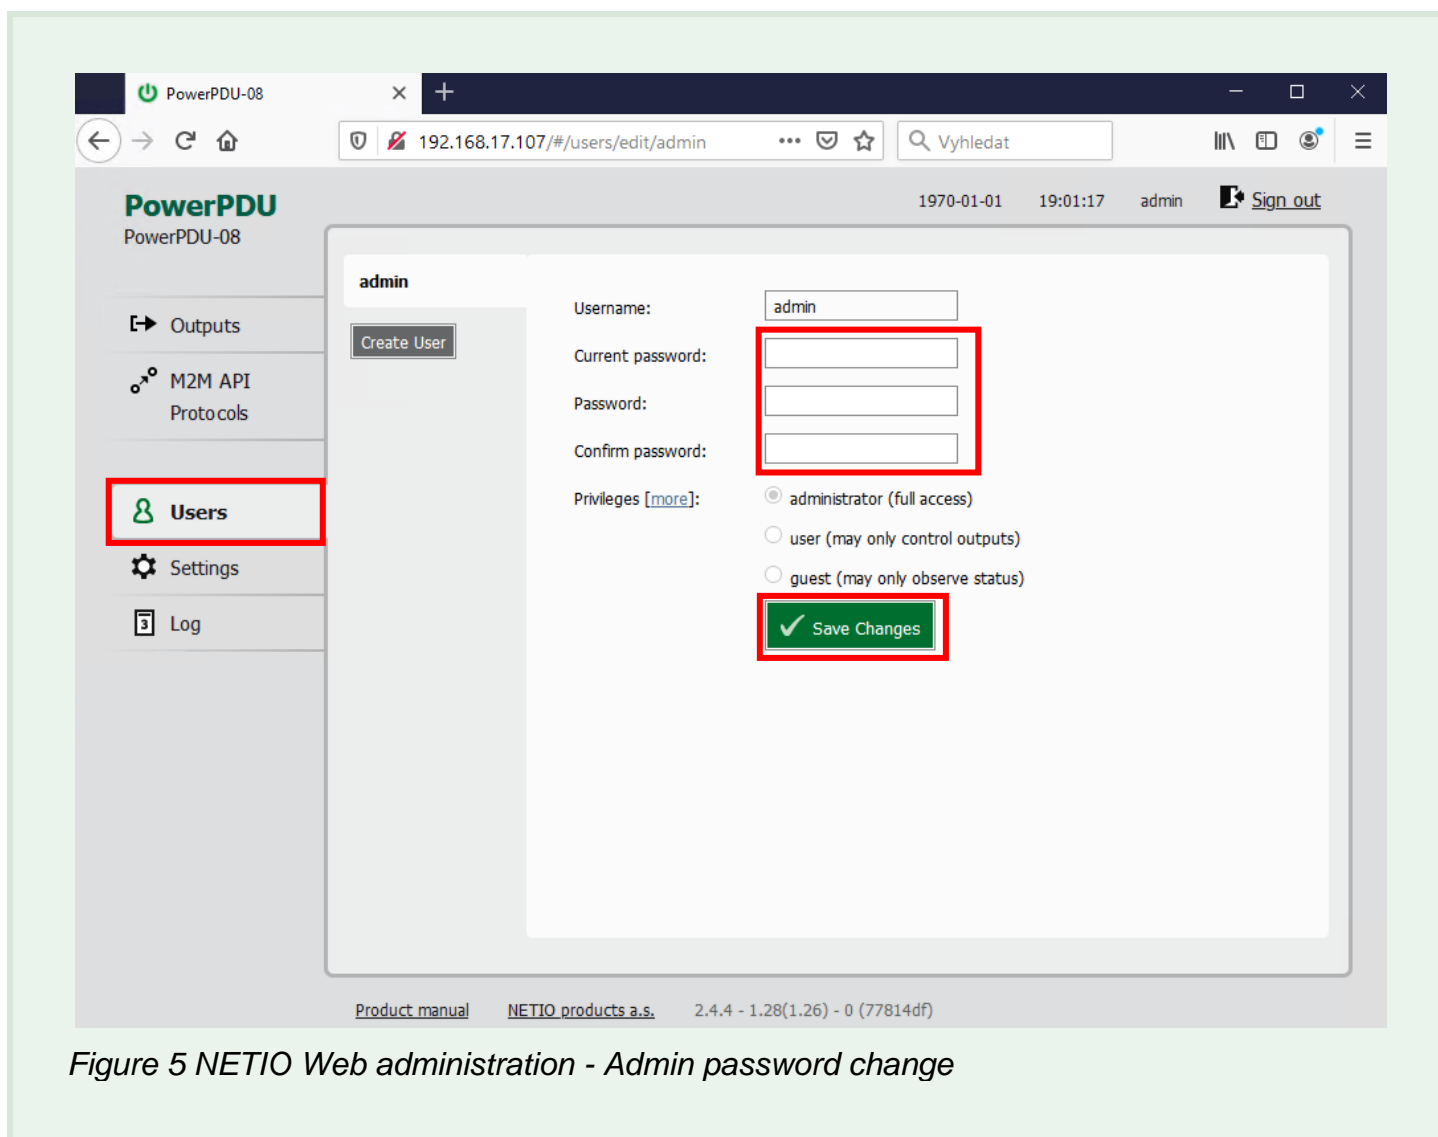 PowerPDU-08
192.168.17.107/#/users/edit/admin
Vyhledat
PowerPDU
PowerPDU-08
1970-01-01 19:01:17 admin Sign out
admin
Create User
Outputs
M2M API
Protocols
Users
Settings
3
Log
Username: admin
Current password:
Password:
Confirm password:
Privileges [more]: administrator (full access)
user (may only control outputs)
guest (may only observe status)
Save Changes
Product manual NETIO products a.s. 2.4.4 - 1.28(1.26) - 0 (77814df)
Figure 5 NETIO Web administration - Admin password change